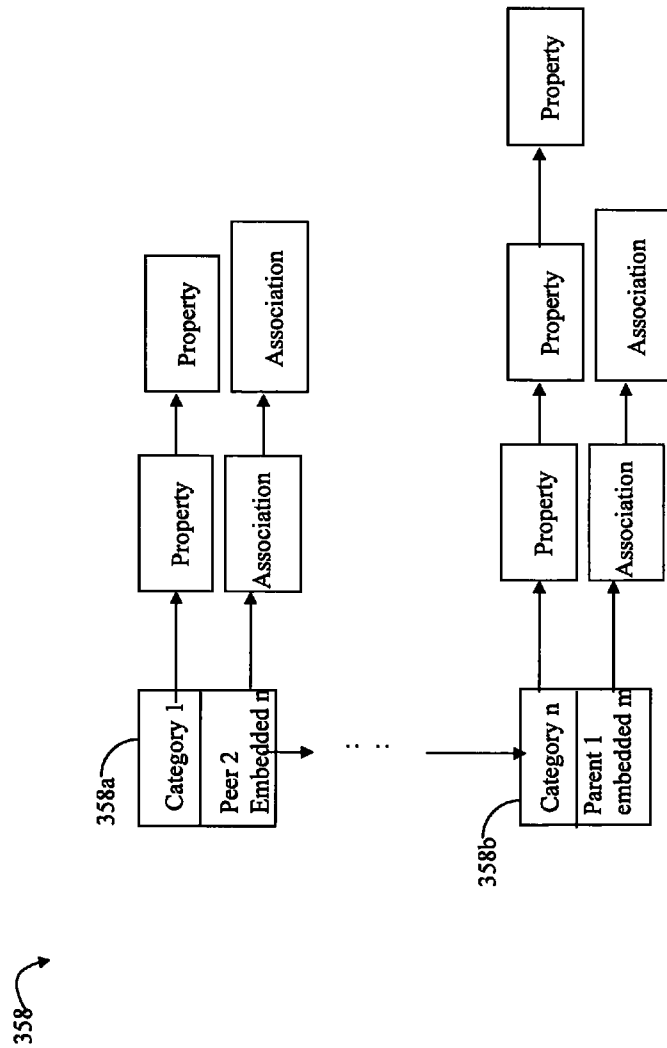 358
358a
Category 1
Peer 2
Embedded n
Property
Property
Association
Association
358b
Category n
Parent 1
embedded m
Property
Property
Property
Association
Association